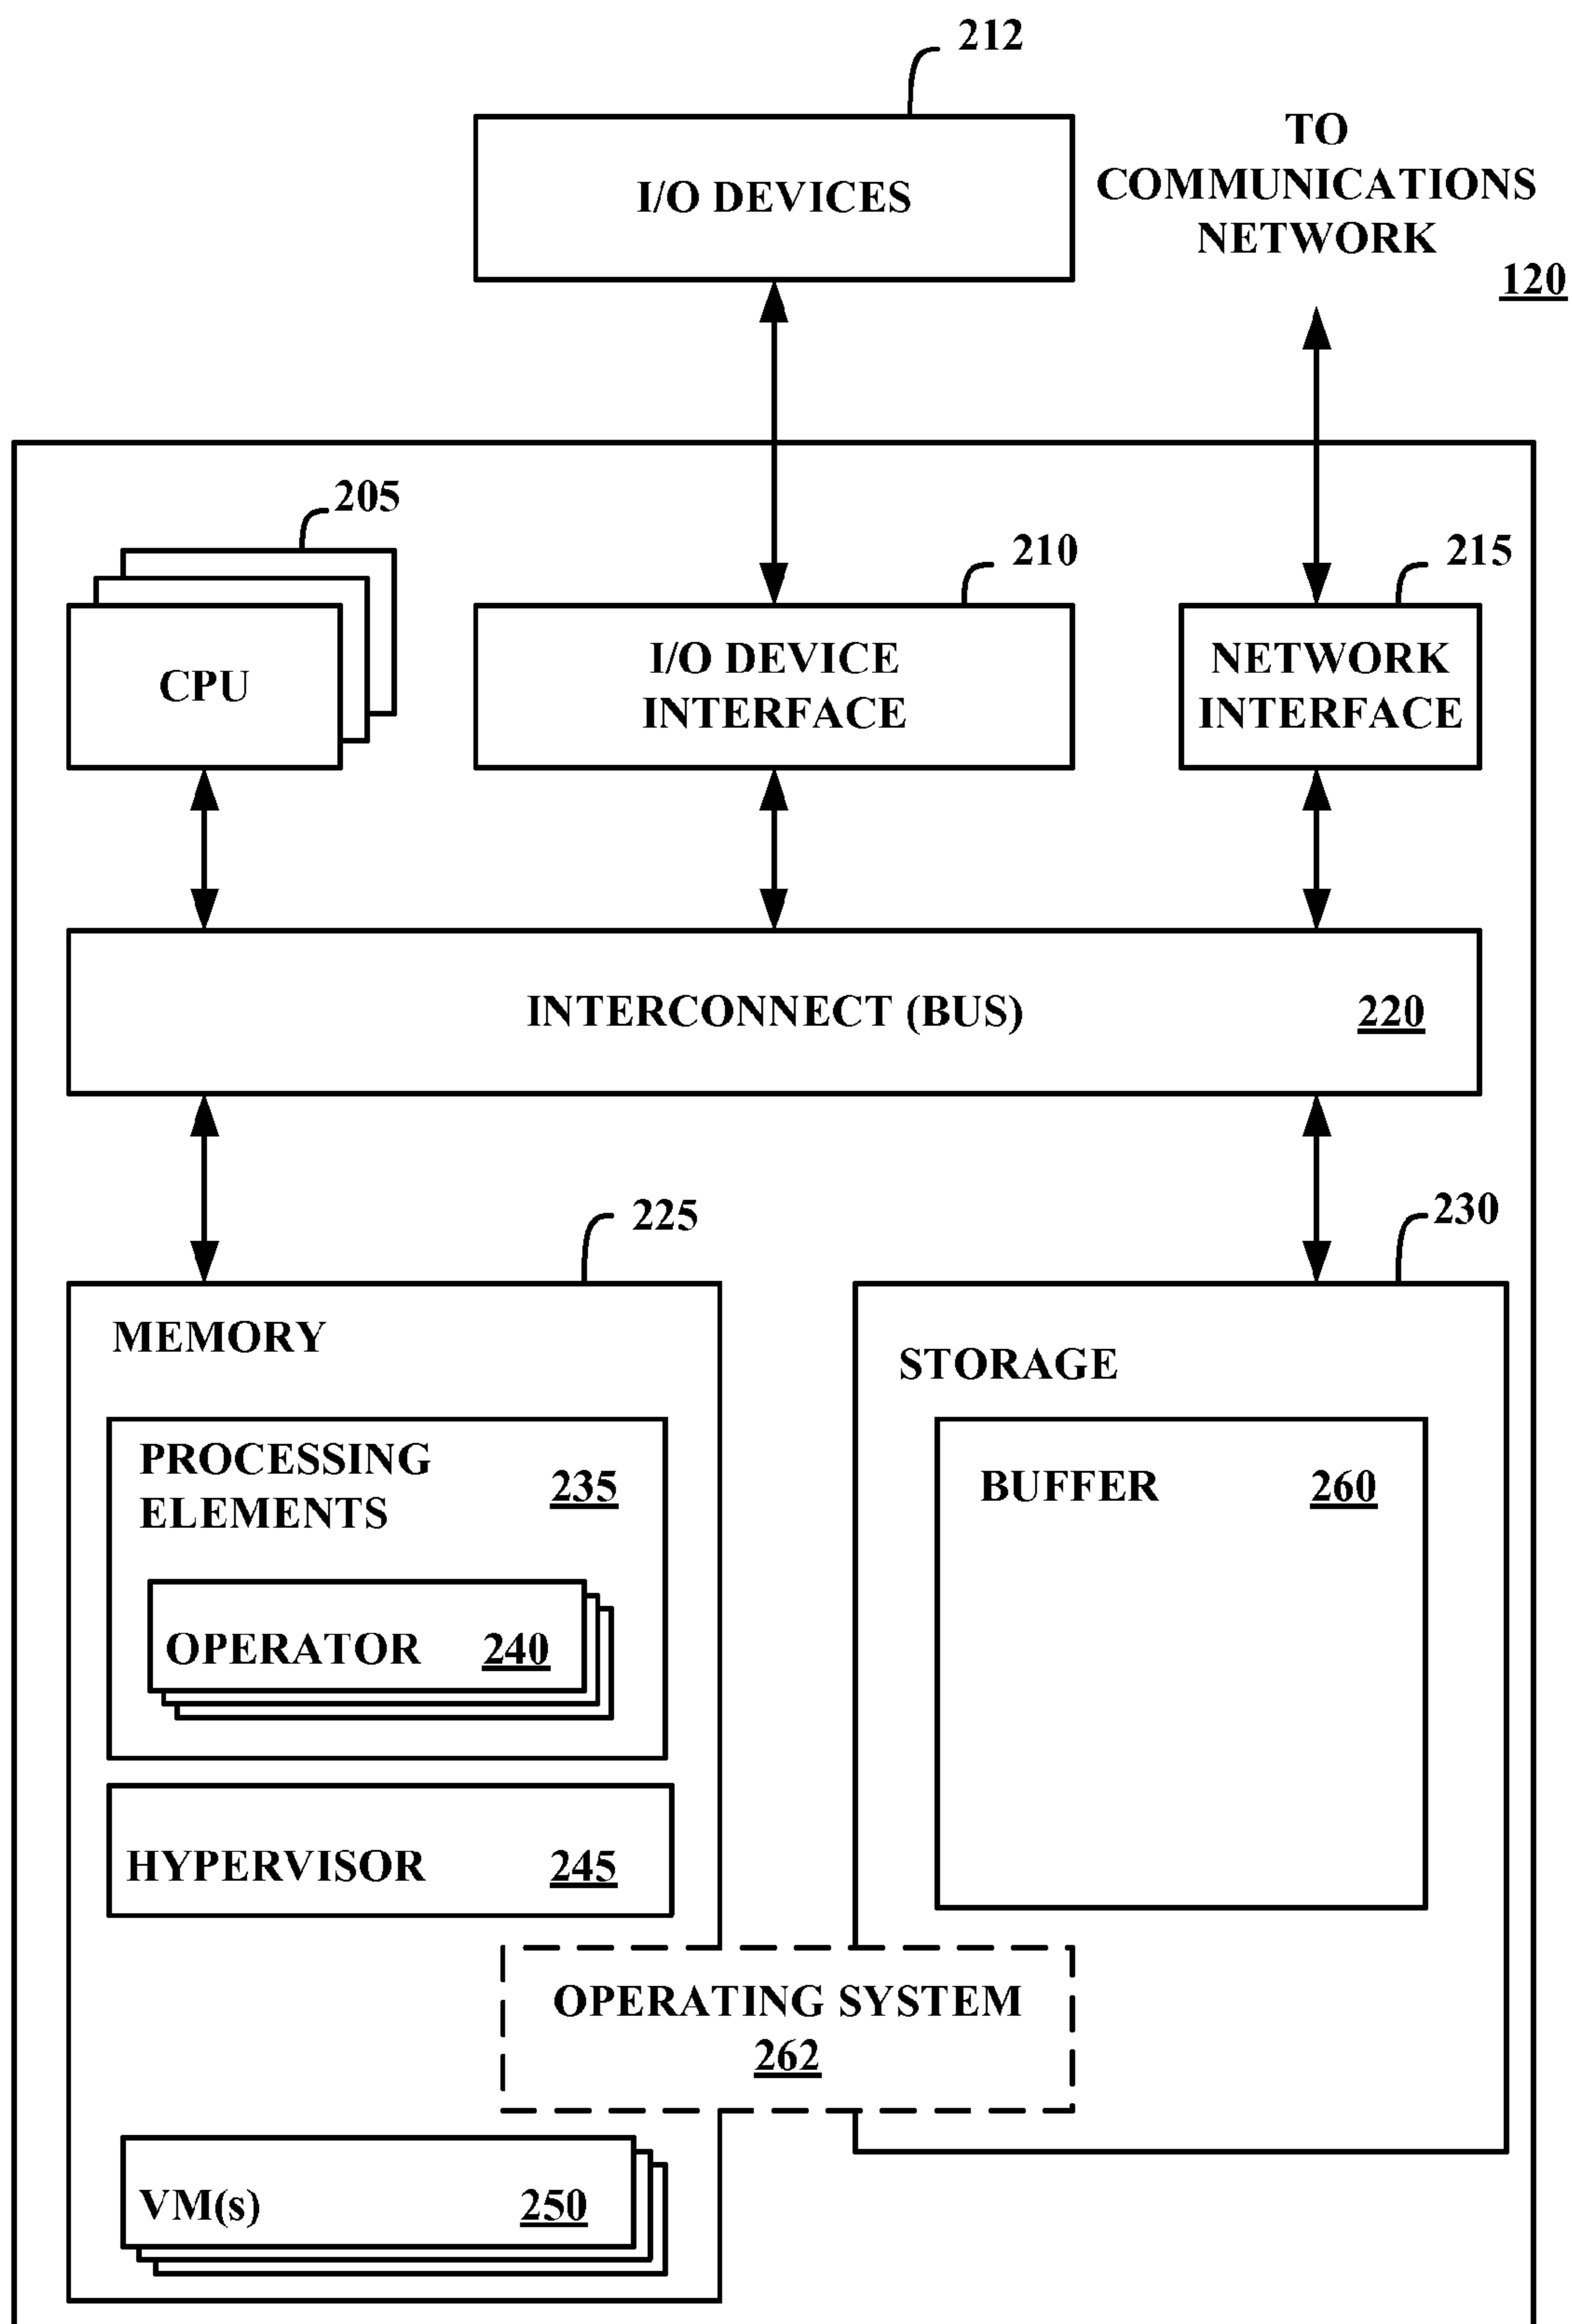 212
I/O DEVICES
TO
COMMUNICATIONS
NETWORK
120
205
210
215
CPU
I/O DEVICE
INTERFACE
NETWORK
INTERFACE
INTERCONNECT (BUS) 220
225
230
MEMORY
STORAGE
PROCESSING
ELEMENTS
235
BUFFER 260
OPERATOR 240
HYPERVISOR 245
OPERATING SYSTEM
262
VM(s) 250